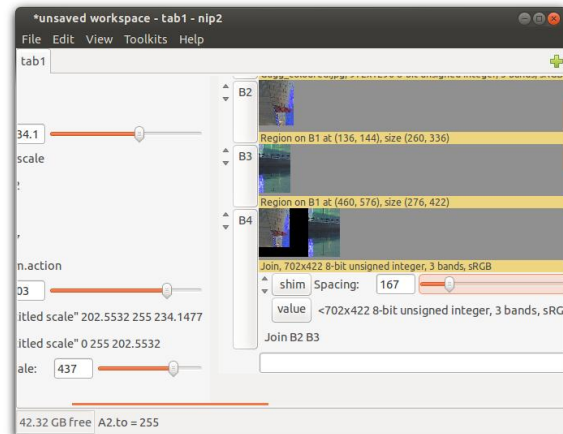 *unsaved workspace - tab1 - nip2
File Edit View Toolkits Help
tab1
B2
34.1
Region on B1 at (136, 144), size (260, 336)
scale
B3
Region on B1 at (460, 576), size (276, 422)
B4
m.action
Join, 702x422 8-bit unsigned integer, 3 bands, sRGB
03
shim Spacing: 167
value <702x422 8-bit unsigned integer, 3 bands, sRG
titled scale" 202.5532 255 234.1477
Join B2 B3
titled scale" 0 255 202.5532
ale: 437
42.32 GB free A2.to = 255